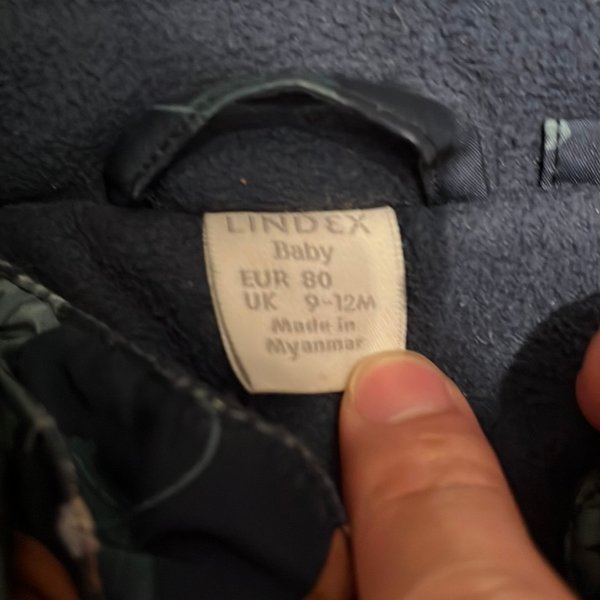 LINDEX
Baby
EUR 80
UK 9-12M
Made in
Myanmar